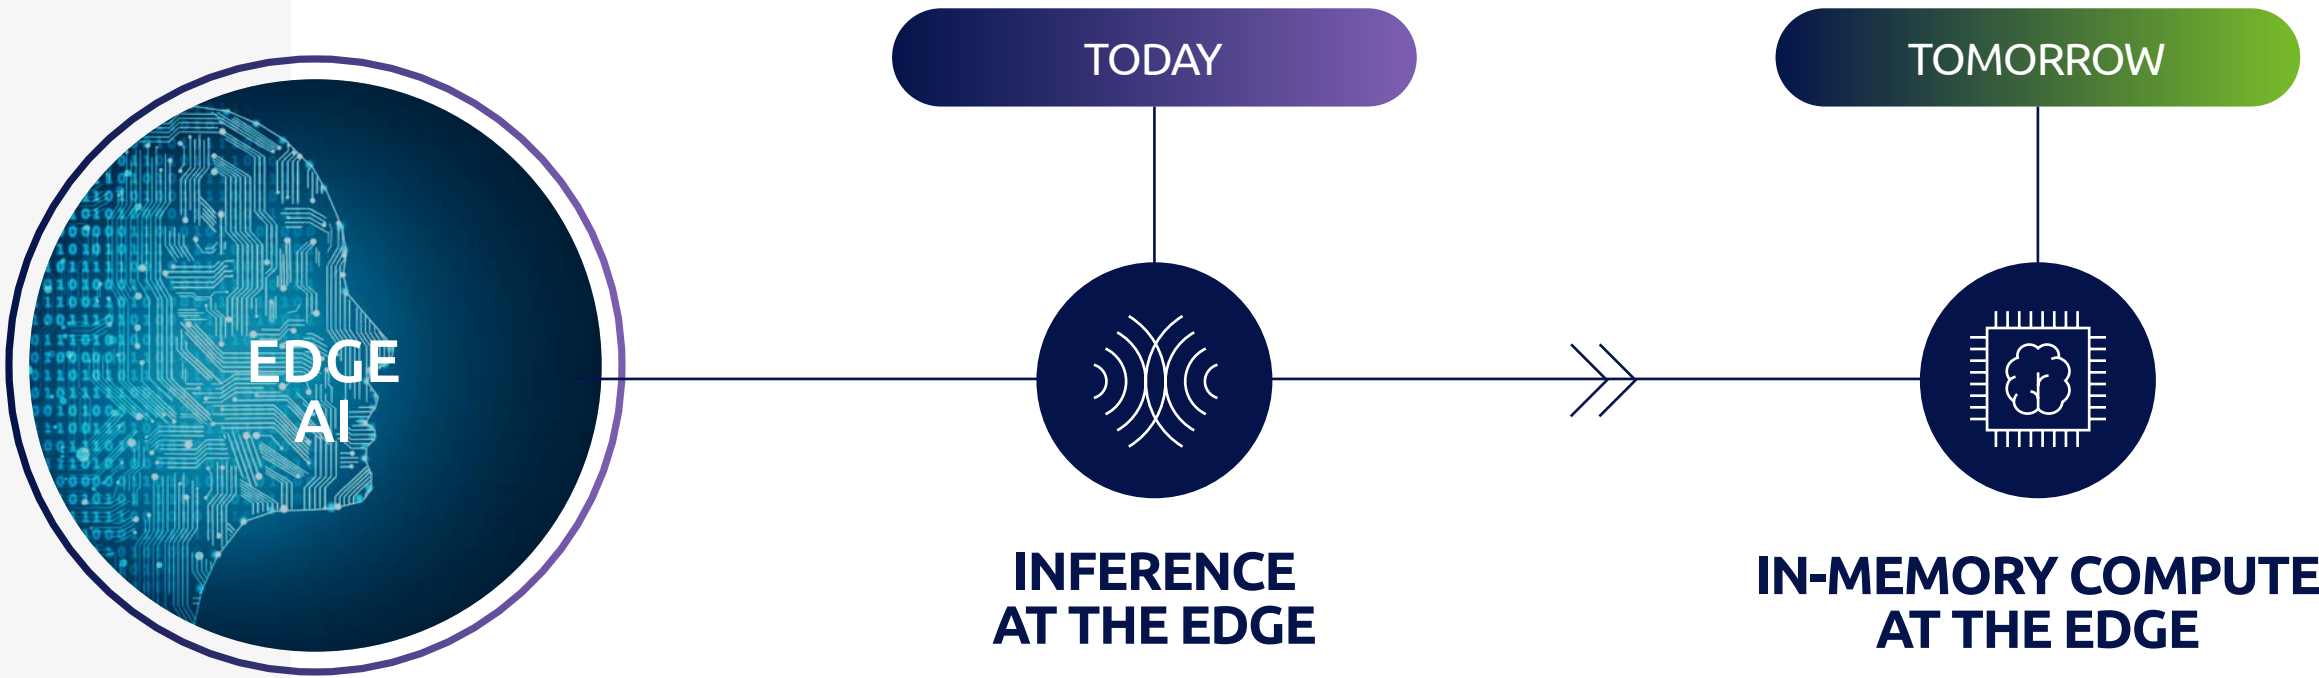 EDGE
AI
TODAY
INFERENCE
AT THE EDGE
TOMORROW
IN-MEMORY COMPUTE
AT THE EDGE